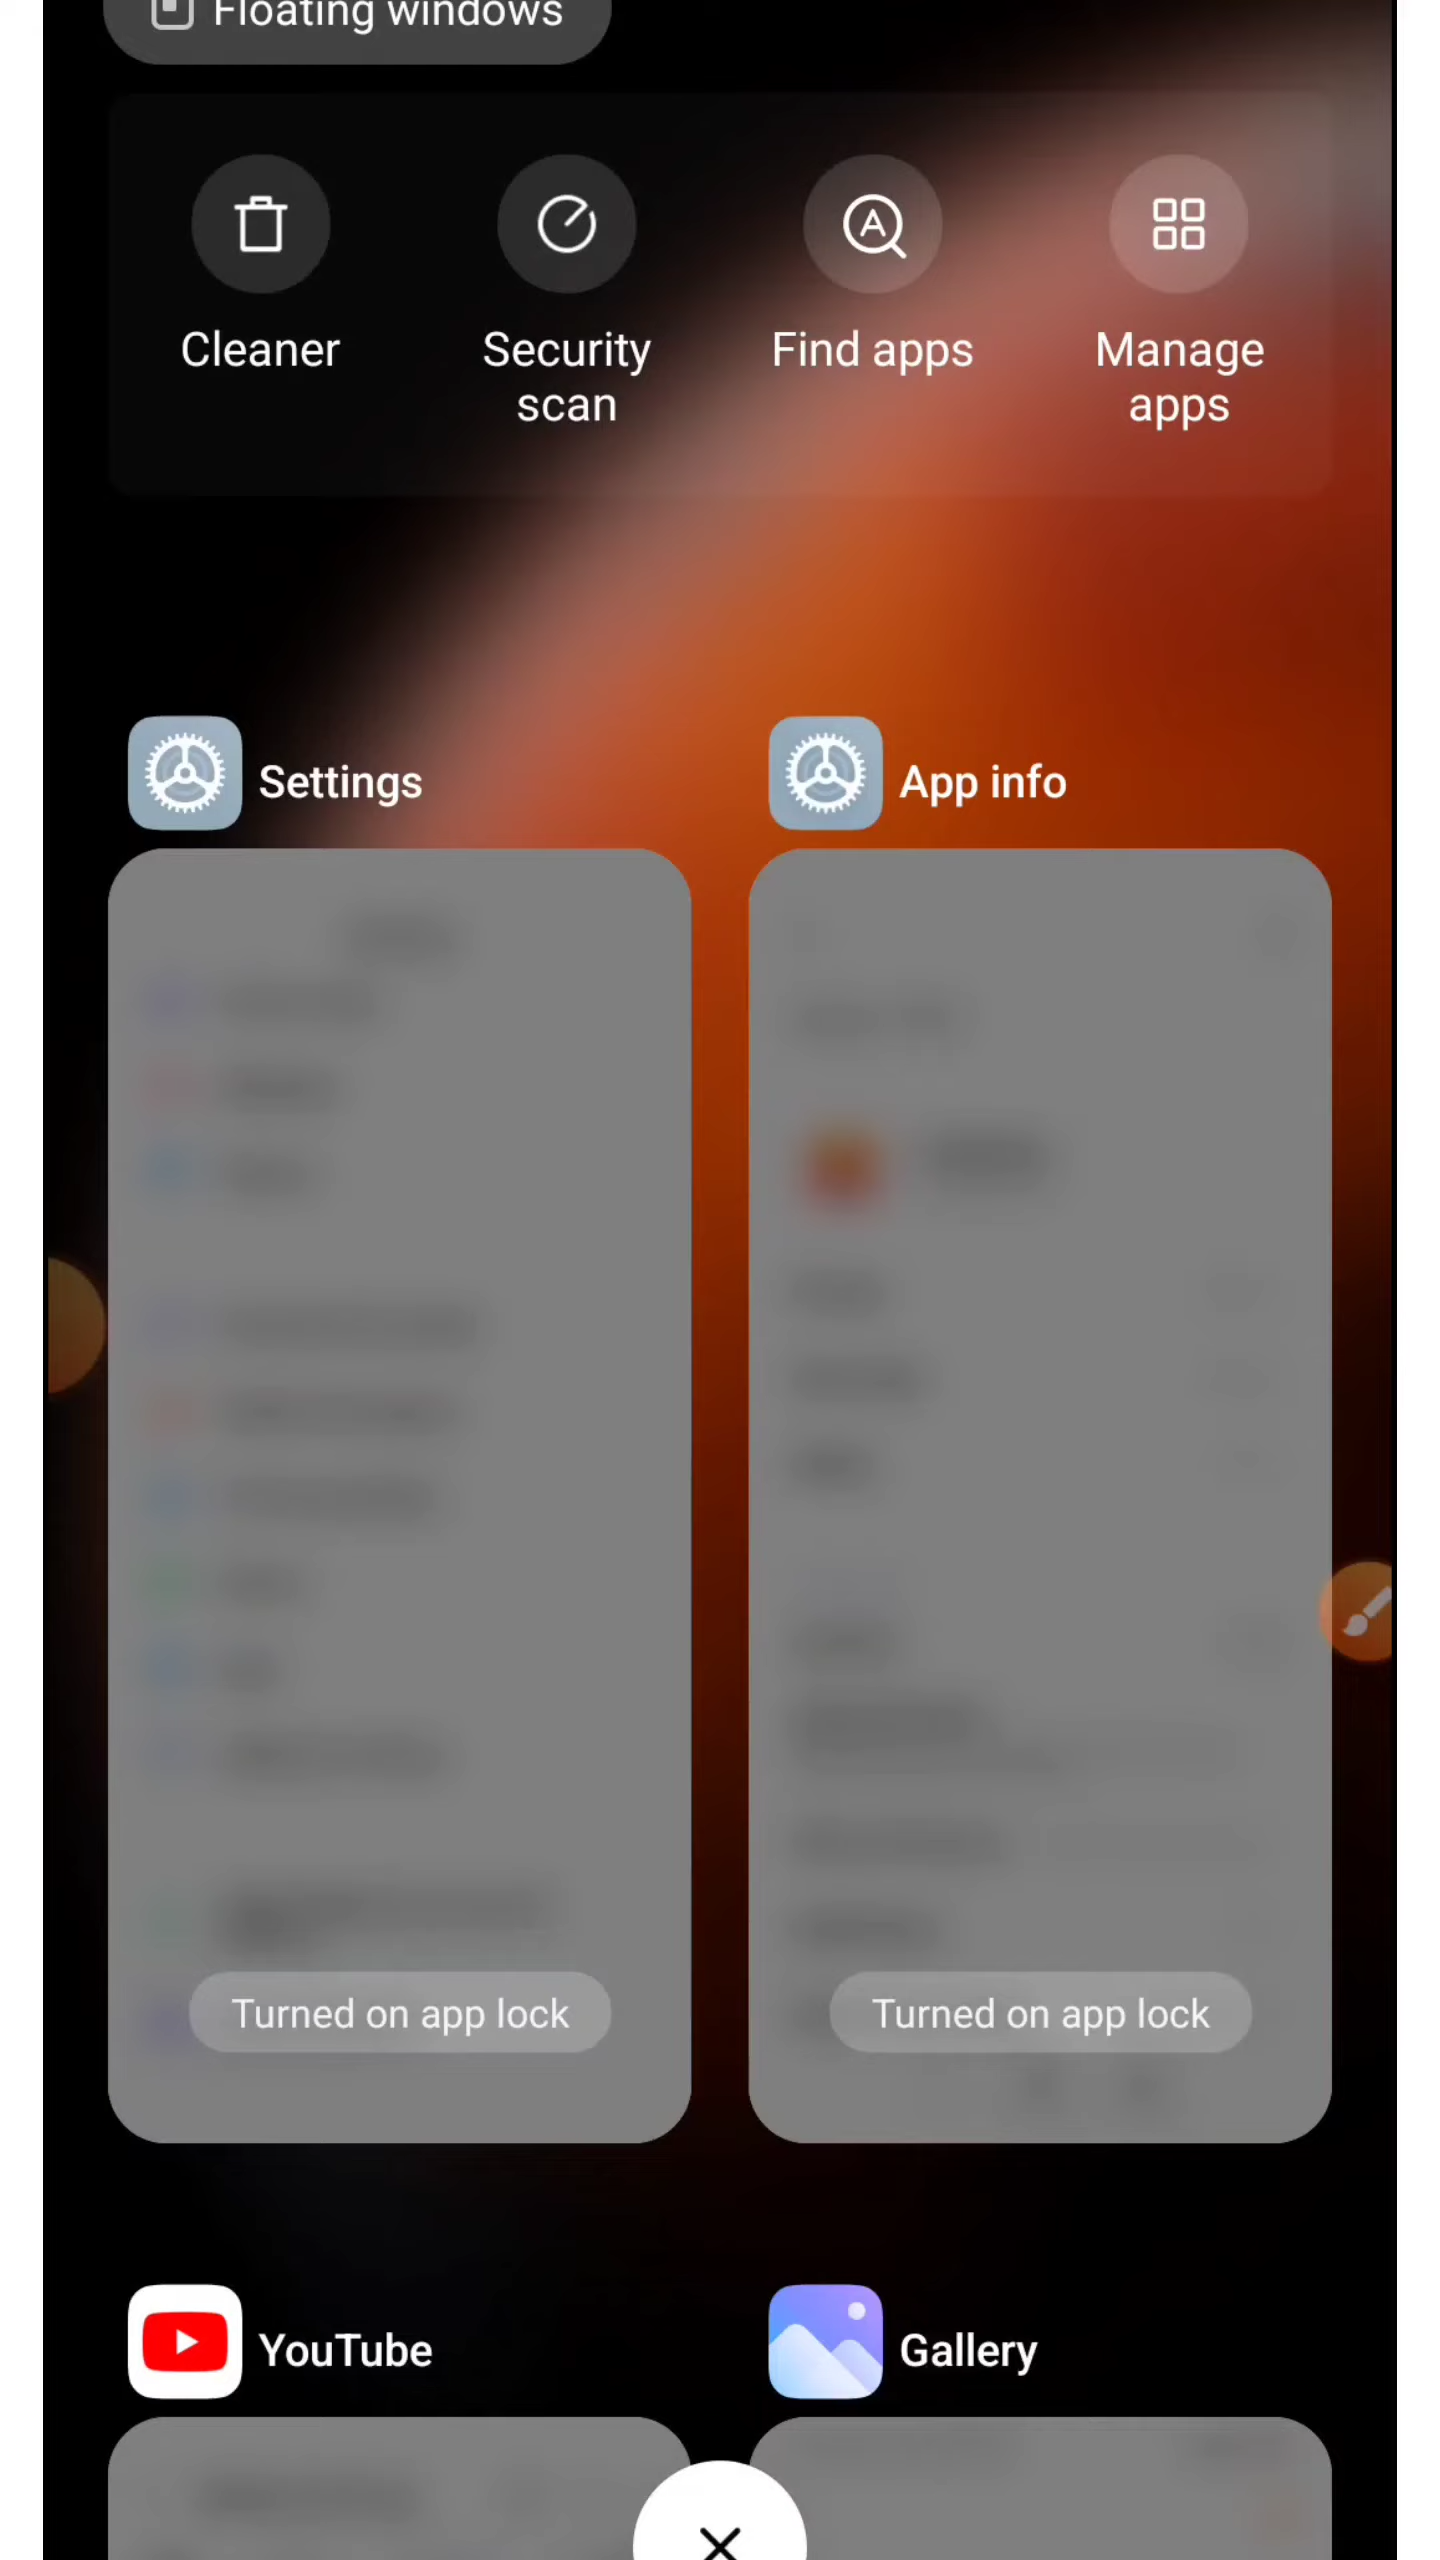 Floating windows
Cleaner
Security
scan
Find apps
Manage
apps
Settings
App info
Turned on app lock
Turned on app lock
YouTube
Gallery